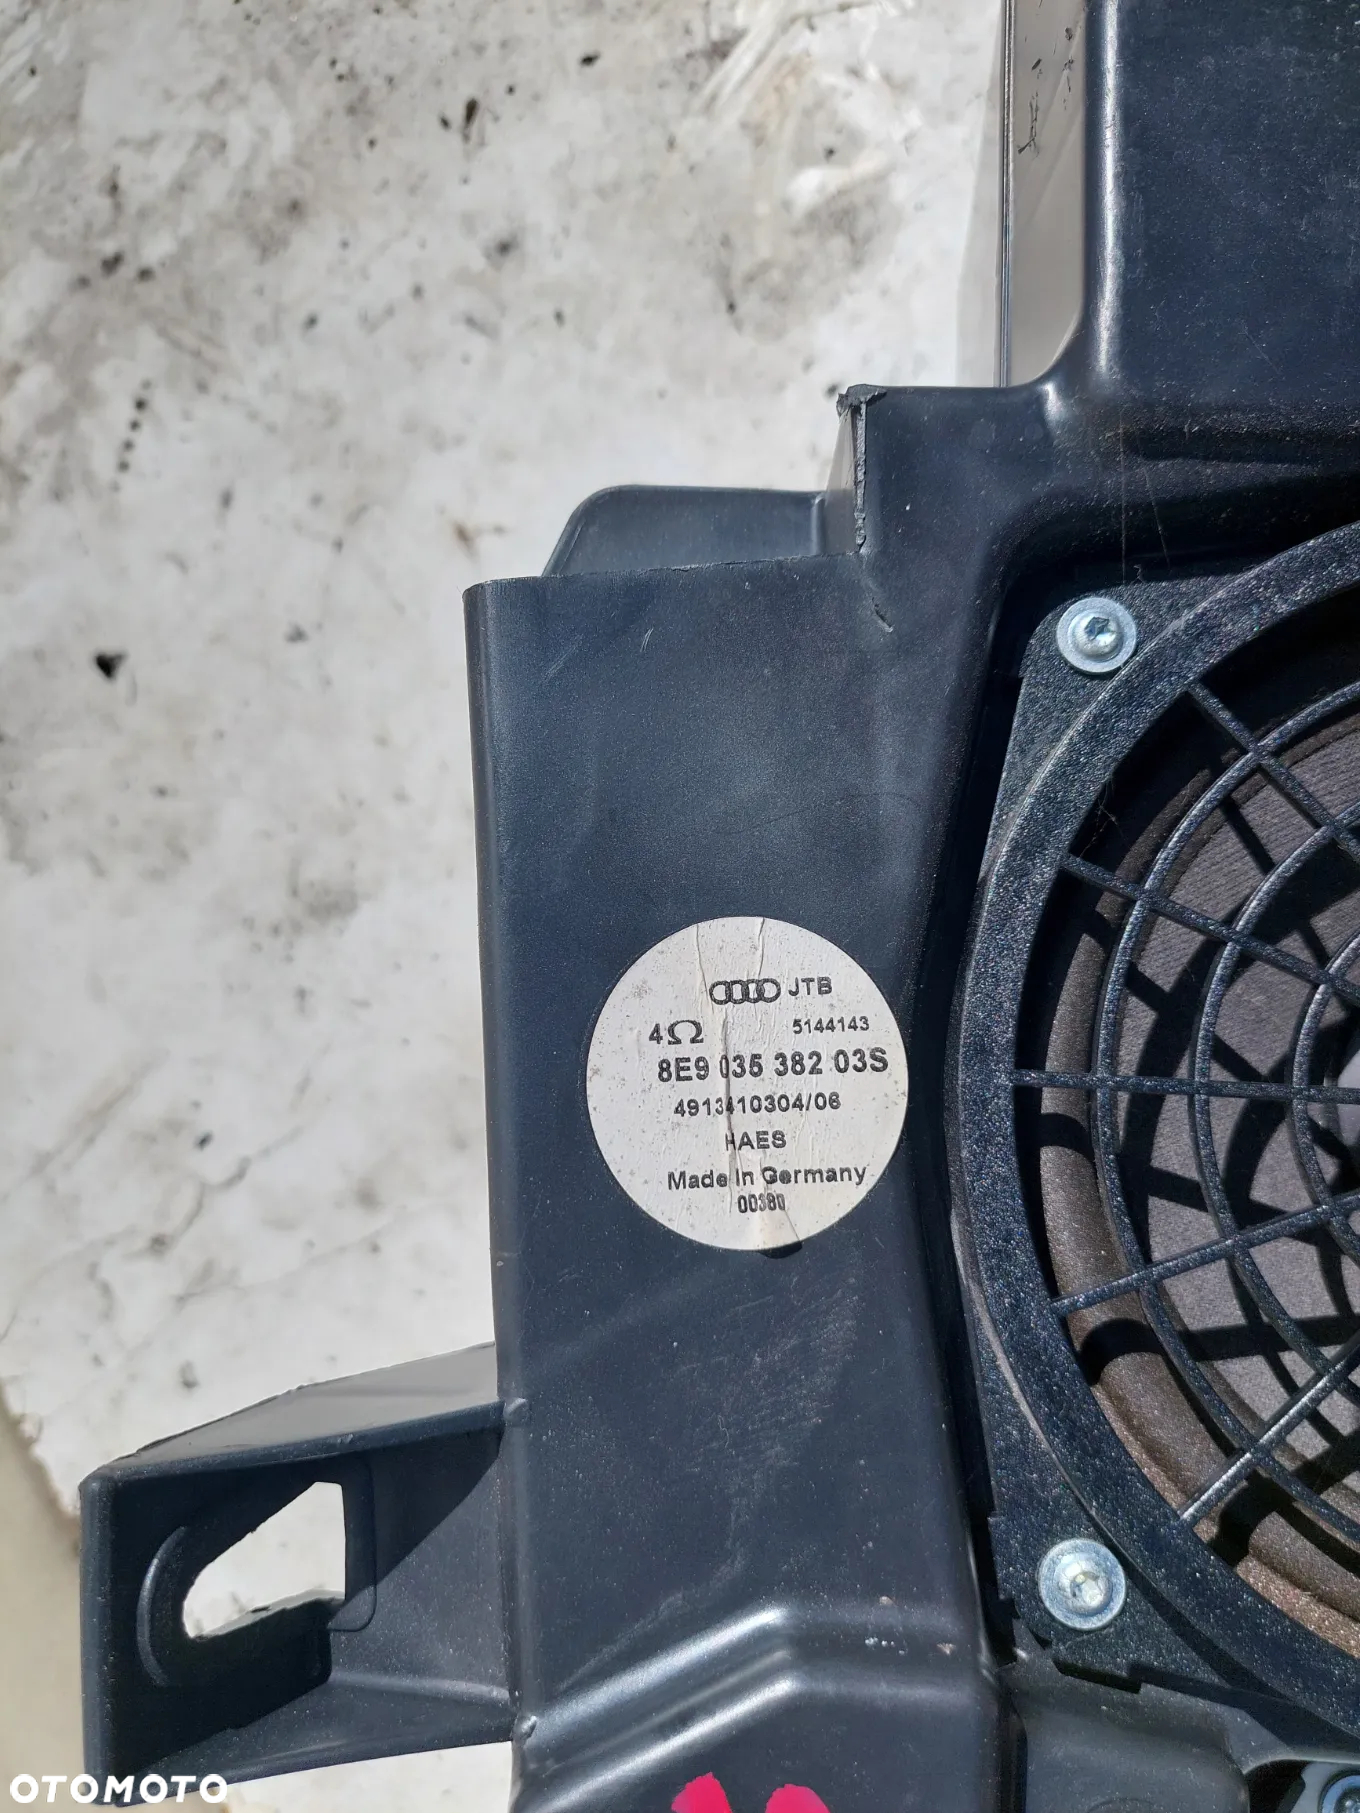 JTB
4Ω 5144143
8E9 035 382 03S
4913410304/06
HAES
Made In Germany
00380
OTOMOTO